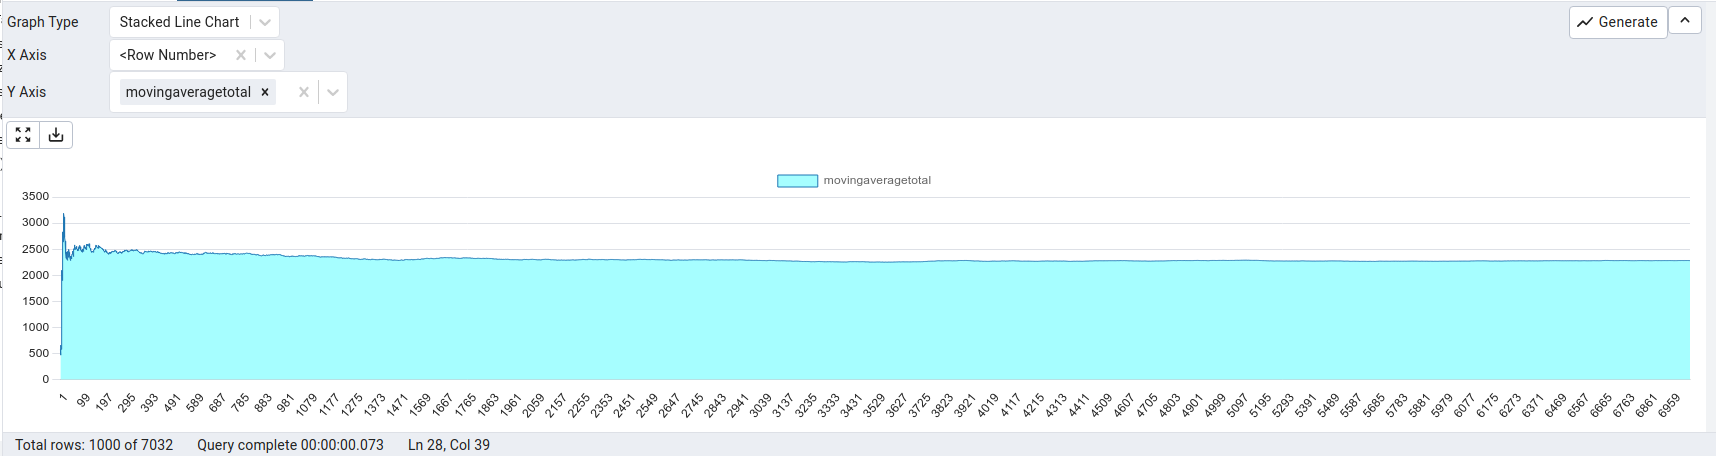 Graph Type Stacked Line Chart Generate
X Axis <Row Number>
Y Axis movingaveragetotal
movingaveragetotal
3500
3000
2500
2000
1500
1000
500
0
1 99 197 295 393 491 589 687 785 883 981 1079 1177 1275 1373 1471 1569 1667 1765 1863 1961 2059 2157 2255 2353 2451 2549 2647 2745 2843 2941 3039 3137 3235 3333 3431 3529 3627 3725 3823 3921 4019 4117 4215 4313 4411 4509 4607 4705 4803 4901 4999 5097 5195 5293 5391 5489 5587 5685 5783 5881 5979 6077 6175 6273 6371 6469 6567 6665 6763 6861 6959
Total rows: 1000 of 7032 Query complete 00:00:00.073 Ln 28, Col 39